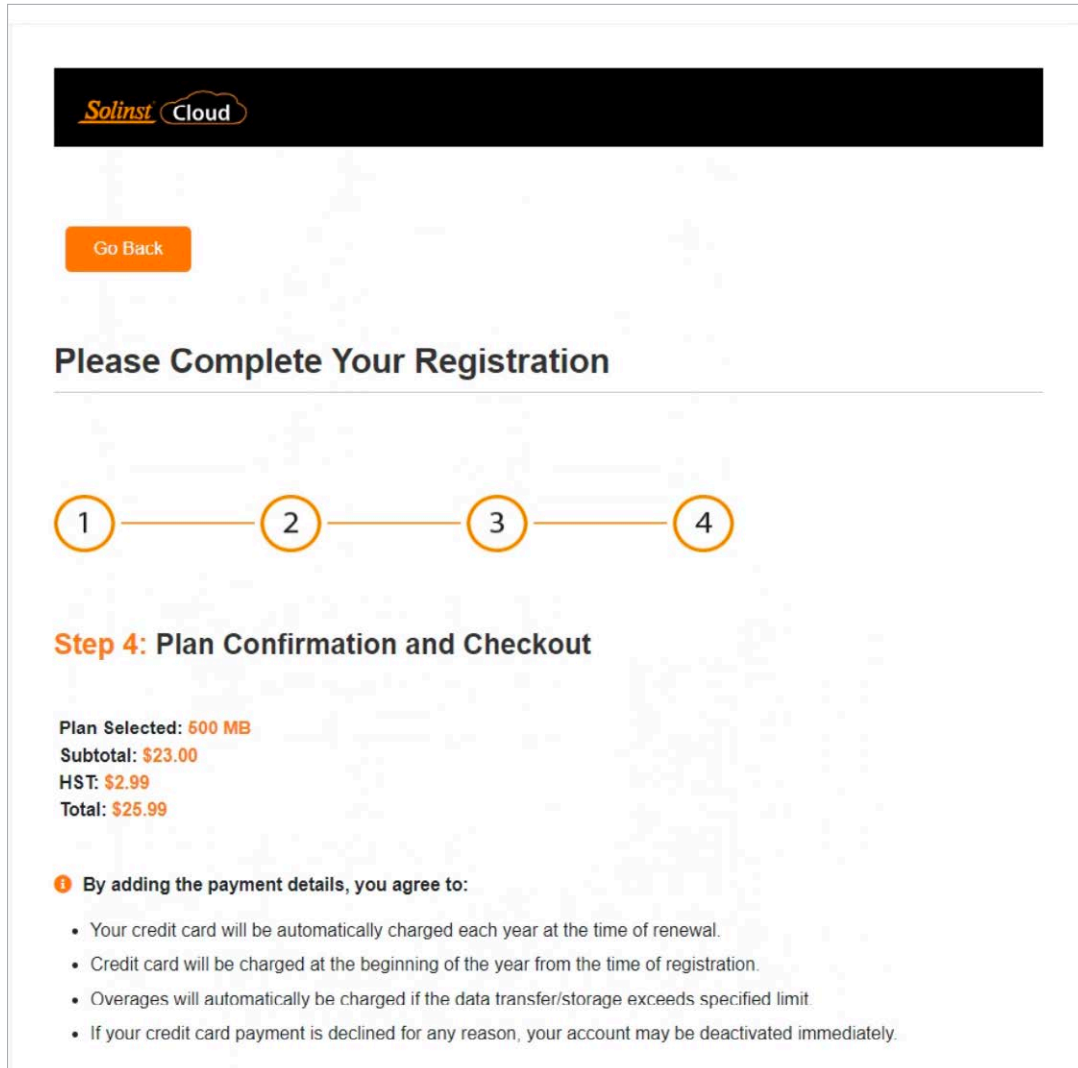 Solinst Cloud
Go Back
Please Complete Your Registration
1 2 3 4
Step 4: Plan Confirmation and Checkout
Plan Selected: 500 MB
Subtotal: $23.00
HST: $2.99
Total: $25.99
By adding the payment details, you agree to:
• Your credit card will be automatically charged each year at the time of renewal.
• Credit card will be charged at the beginning of the year from the time of registration.
• Overages will automatically be charged if the data transfer/storage exceeds specified limit.
• If your credit card payment is declined for any reason, your account may be deactivated immediately.